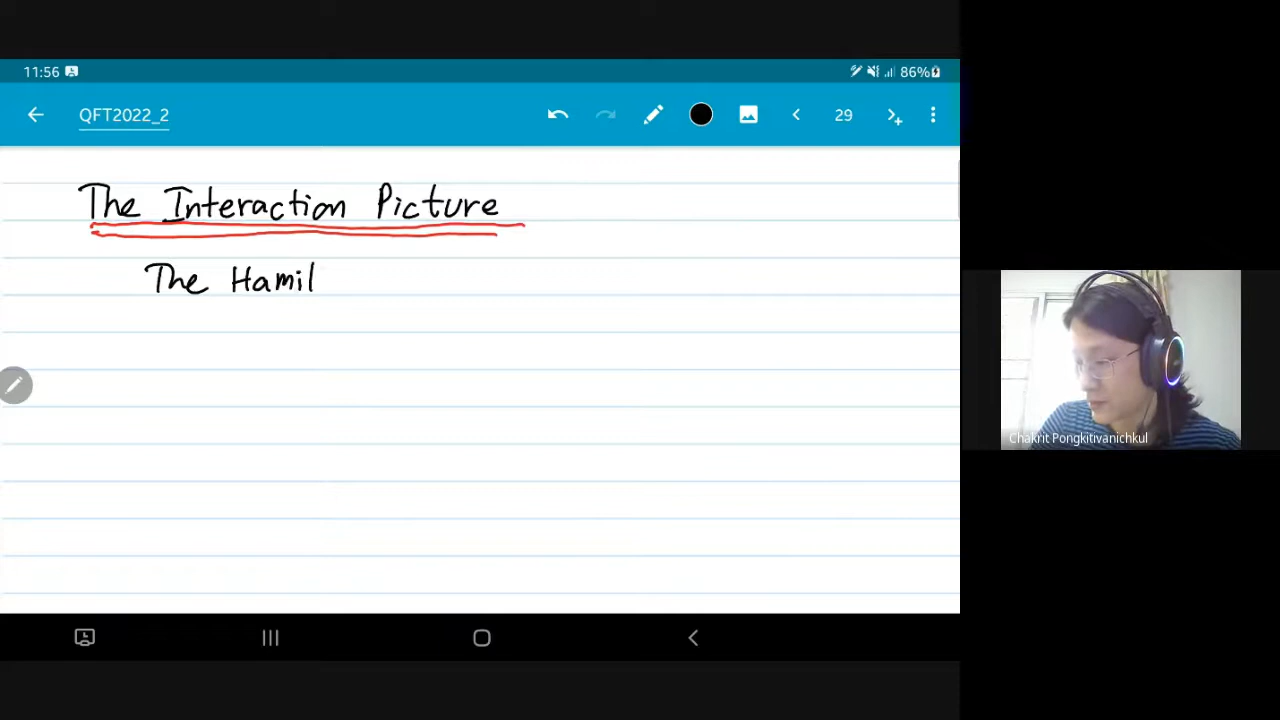 11:56 86%
QFT2022_2 29
The Interaction Picture
The Hamil
Chakrit Pongkitivanichkul